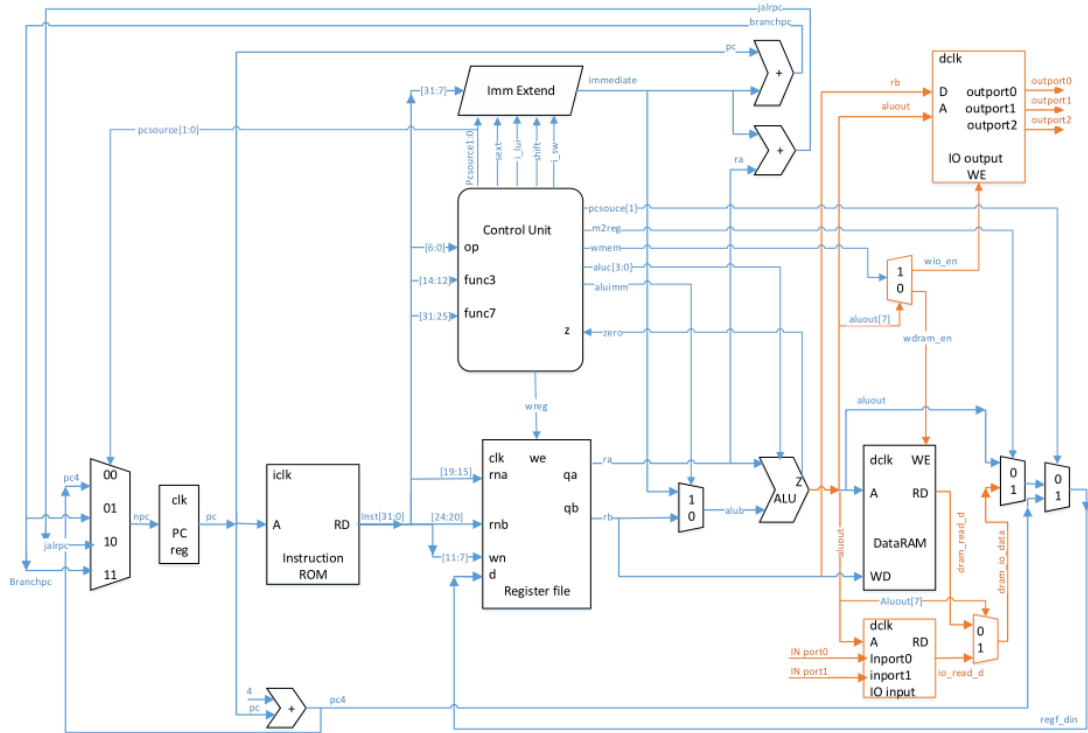 jalrpc
branchpc
pc
+
[31:7]
Imm Extend
immediate
pcsource[1:0]
Pcsource1:0]
sext
i_lui
shift
i_sw
+
ra
dclk
rb
D
outport0
outport0
aluout
A
outport1
outport1
outport2
outport2
IO output
WE
Control Unit
[6:0]
op
[14:12]
func3
[31:25]
func7
z
pcsouce[1]
m2reg
wmem
aluc[3:0]
aluimm
zero
1
0
wio_en
aluout[7]
wdram_en
wreg
pc4
00
01
jalrpc
10
11
Branchpc
npc
clk
PC
reg
pc
iclk
A
RD
Instruction
ROM
Inst[31:0]
clk
we
[19:15]
rna
qa
ra
[24:20]
rnb
qb
rb
[11:7]
wn
d
Register file
1
0
alub
Z
ALU
aluout
aluout
dclk
WE
A
RD
DataRAM
WD
dram_read_d
dram_io_data
0
1
0
1
Aluout[7]
dclk
A
RD
IN port0
Inport0
IN port1
inport1
IO input
io_read_d
0
1
4
pc
+
pc4
regf_din